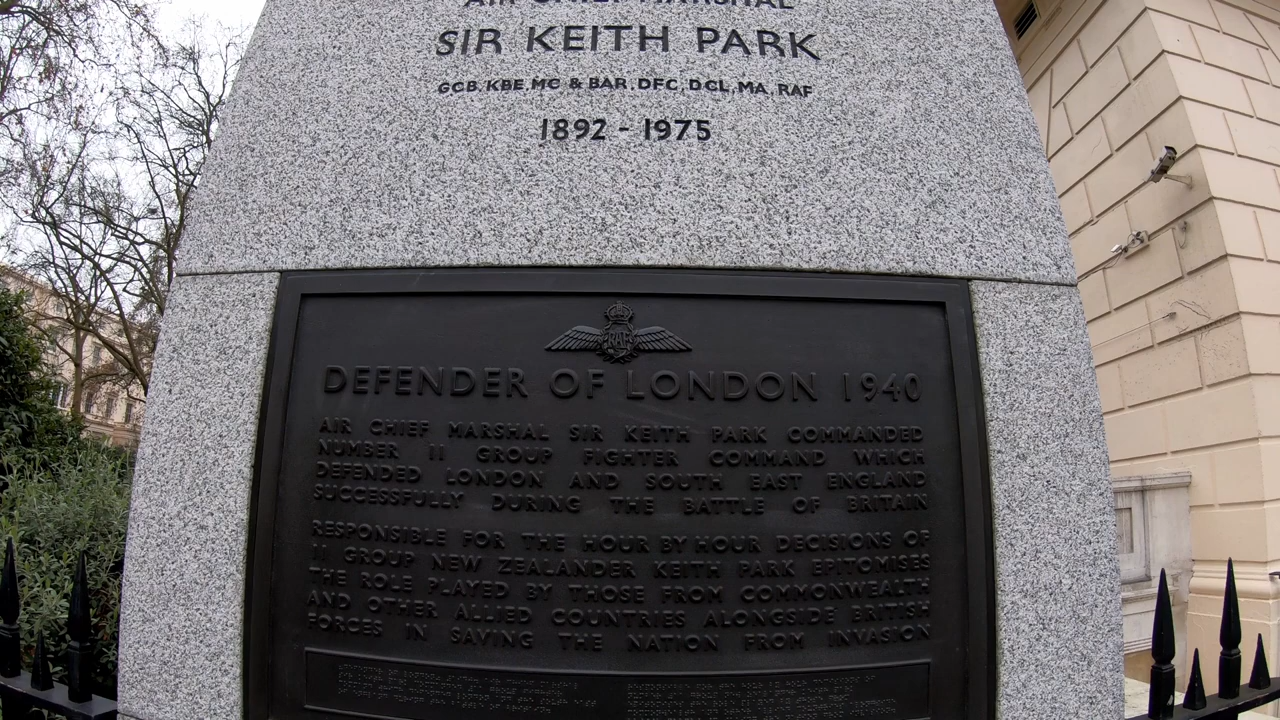 AIR CHIEF MARSHAL
SIR KEITH PARK
GCB, KBE, MC & BAR, DFC, DCL, MA, RAF
1892 - 1975
RAF
DEFENDER OF LONDON 1940
AIR CHIEF MARSHAL SIR KEITH PARK COMMANDED
NUMBER 11 GROUP FIGHTER COMMAND WHICH
DEFENDED LONDON AND SOUTH EAST ENGLAND
SUCCESSFULLY DURING THE BATTLE OF BRITAIN
RESPONSIBLE FOR THE HOUR BY HOUR DECISIONS OF
11 GROUP NEW ZEALANDER KEITH PARK EPITOMISES
THE ROLE PLAYED BY THOSE FROM COMMONWEALTH
AND OTHER ALLIED COUNTRIES ALONGSIDE BRITISH
FORCES IN SAVING THE NATION FROM INVASION